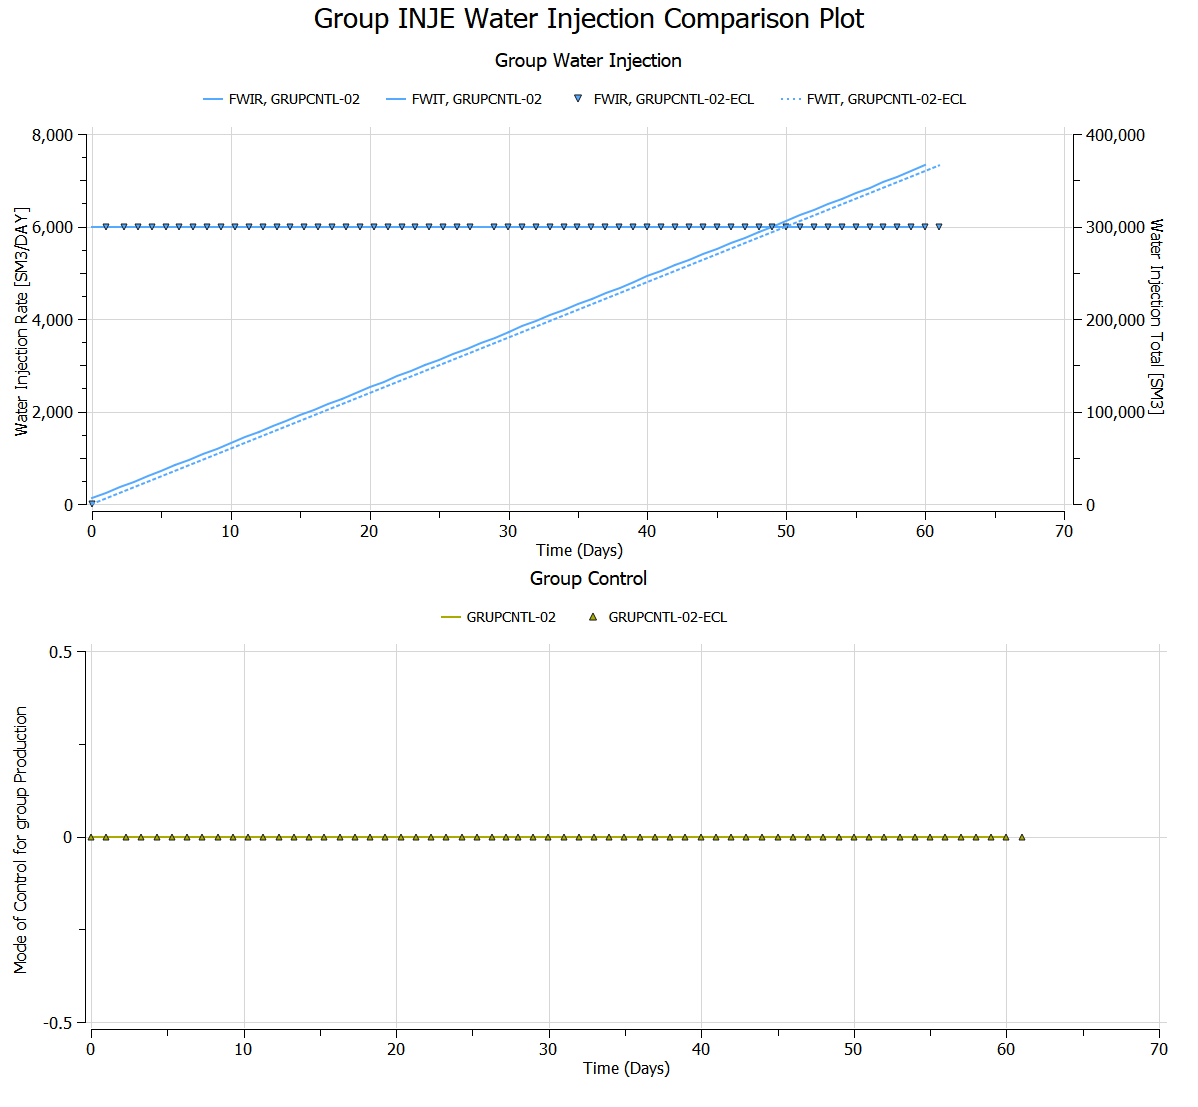 Group INJE Water Injection Comparison Plot
Group Water Injection
FWIR, GRUPCNTL-02 FWIT, GRUPCNTL-02 FWIR, GRUPCNTL-02-ECL FWIT, GRUPCNTL-02-ECL
8,000
6,000
4,000
2,000
0
Water Injection Rate [SM3/DAY]
400,000
300,000
200,000
100,000
0
Water Injection Total [SM3]
0 10 20 30 40 50 60 70
Time (Days)
Group Control
GRUPCNTL-02 GRUPCNTL-02-ECL
0.5
0
-0.5
Mode of Control for group Production
0 10 20 30 40 50 60 70
Time (Days)